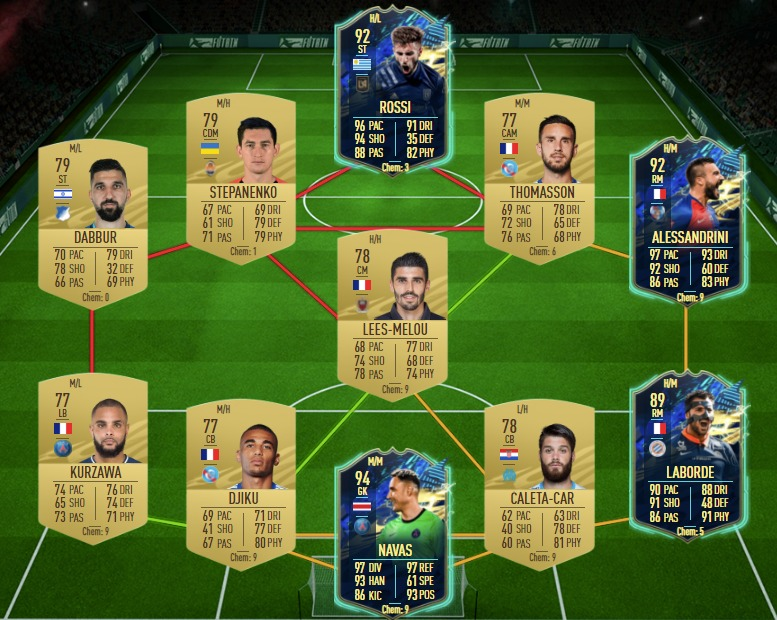 H/L
92
ST
ROSSI
96 PAC 91 DRI
94 SHO 35 DEF
88 PAS 82 PHY
Chem: 3
M/H
79
CDM
STEPANENKO
67 PAC 69 DRI
61 SHO 79 DEF
71 PAS 79 PHY
Chem: 1
M/M
77
CAM
THOMASSON
69 PAC 78 DRI
72 SHO 65 DEF
76 PAS 68 PHY
Chem: 6
M/L
79
ST
DABBUR
70 PAC 79 DRI
78 SHO 32 DEF
66 PAS 69 PHY
Chem: 0
H/M
92
RM
ALESSANDRINI
97 PAC 93 DRI
92 SHO 60 DEF
86 PAS 83 PHY
Chem: 9
H/H
78
CM
LEES-MELOU
68 PAC 77 DRI
74 SHO 68 DEF
78 PAS 74 PHY
Chem: 9
M/L
77
LB
KURZAWA
74 PAC 76 DRI
65 SHO 74 DEF
73 PAS 71 PHY
Chem: 9
M/H
77
CB
DJIKU
69 PAC 71 DRI
41 SHO 77 DEF
67 PAS 80 PHY
Chem: 9
L/H
78
CB
CALETA-CAR
62 PAC 63 DRI
40 SHO 78 DEF
60 PAS 81 PHY
Chem: 9
H/M
89
RM
LABORDE
90 PAC 88 DRI
91 SHO 48 DEF
86 PAS 91 PHY
Chem: 5
M/M
94
GK
NAVAS
97 DIV 97 REF
93 HAN 61 SPE
86 KIC 93 POS
Chem: 9